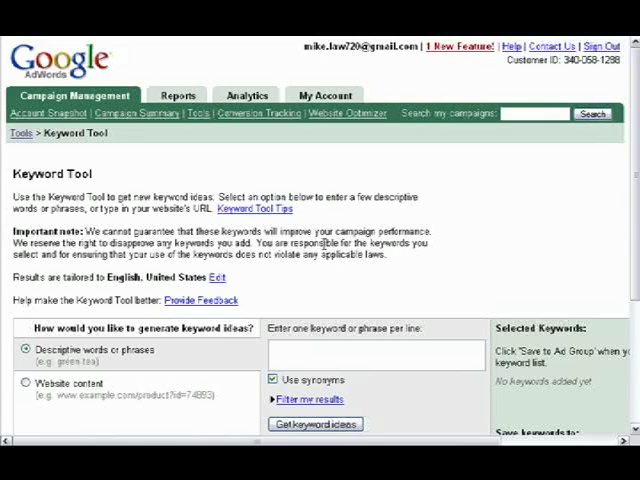 mike.law720@gmail.com | 1 New Feature! | Help | Contact Us | Sign Out
Google
AdWords
Customer ID: 340-058-1288
Campaign Management Reports Analytics My Account
Account Snapshot | Campaign Summary | Tools | Conversion Tracking | Website Optimizer Search my campaigns: Search
Tools > Keyword Tool
Keyword Tool
Use the Keyword Tool to get new keyword ideas. Select an option below to enter a few descriptive
words or phrases, or type in your website's URL. Keyword Tool Tips
Important note: We cannot guarantee that these keywords will improve your campaign performance.
We reserve the right to disapprove any keywords you add. You are responsible for the keywords you
select and for ensuring that your use of the keywords does not violate any applicable laws.
Results are tailored to English, United States Edit
Help make the Keyword Tool better: Provide Feedback
How would you like to generate keyword ideas?
Descriptive words or phrases
(e.g. green tea)
Website content
(e.g. www.example.com/product?id=74893)
Enter one keyword or phrase per line:
Use synonyms
Filter my results
Get keyword ideas
Selected Keywords:
Click 'Save to Ad Group' when yo
keyword list.
No keywords added yet
Save keywords to: